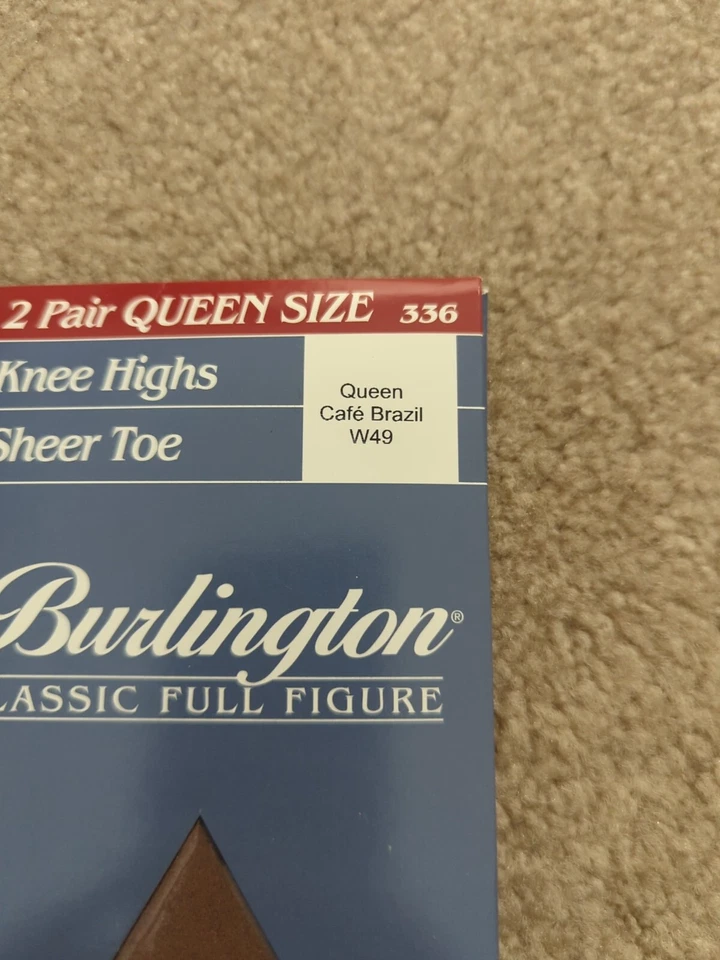 2 Pair QUEEN SIZE 336
Knee Highs
Sheer Toe
Queen
Café Brazil
W49
Burlington®
LASSIC FULL FIGURE